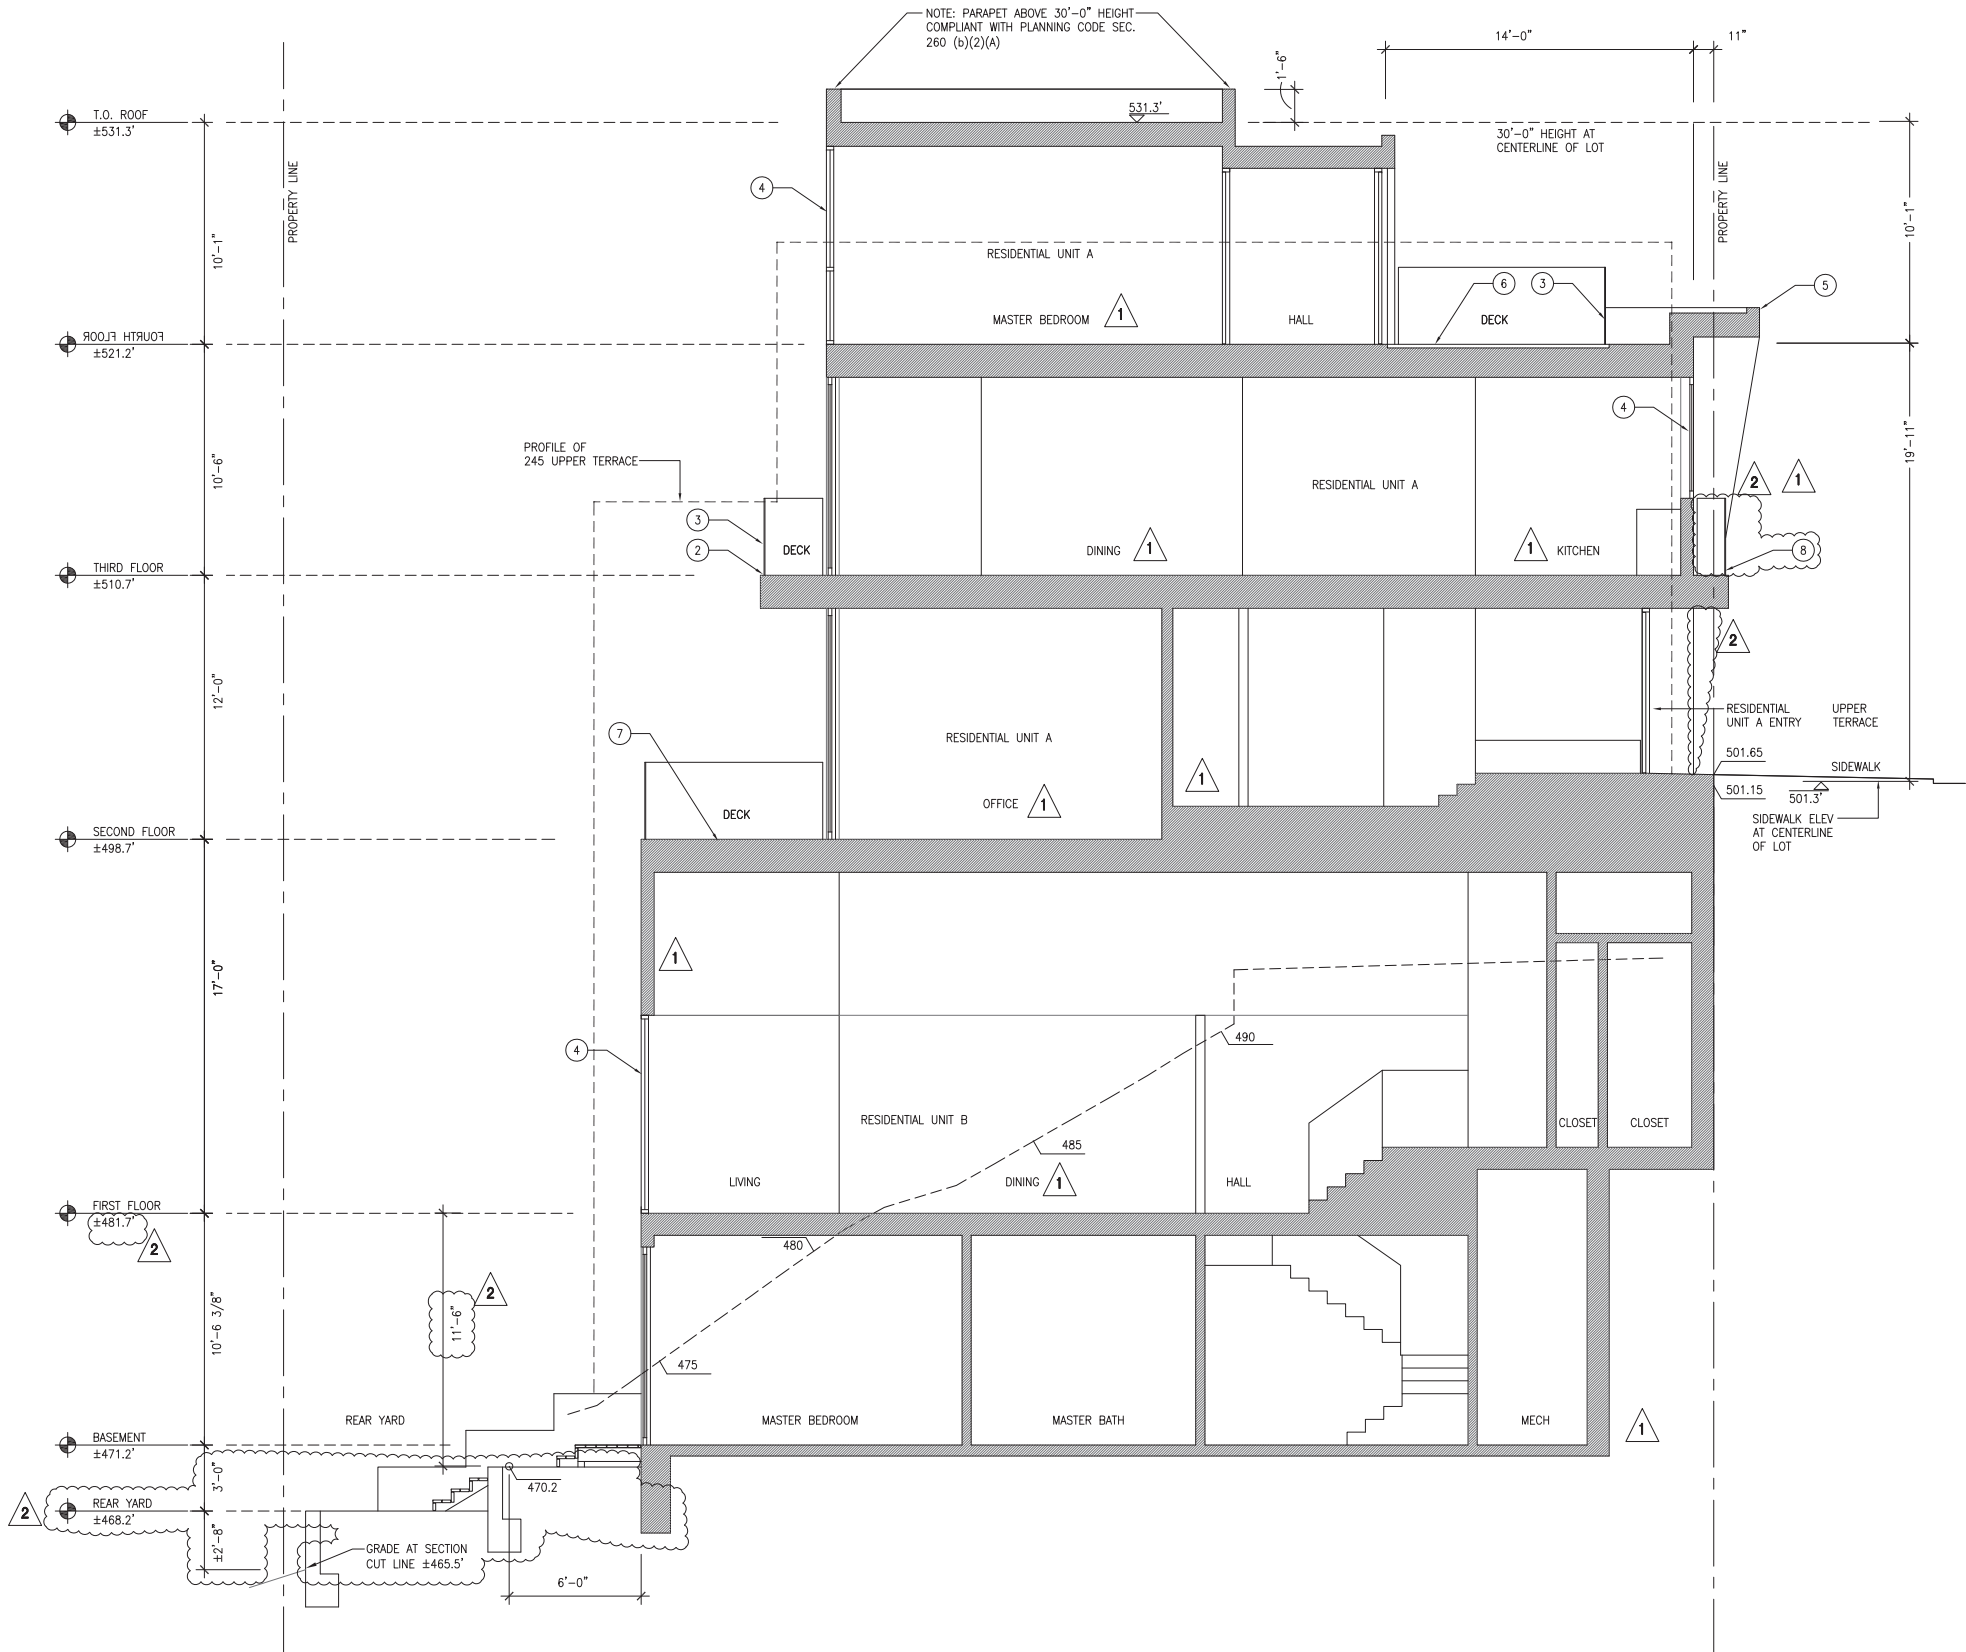 NOTE: PARAPET ABOVE 30'-0" HEIGHT
COMPLIANT WITH PLANNING CODE SEC.
260 (b)(2)(A)
14'-0"
11"
1'-6"
531.3'
T.O. ROOF
±531.3'
30'-0" HEIGHT AT
CENTERLINE OF LOT
PROPERTY LINE
PROPERTY LINE
4
10'-1"
10'-1"
RESIDENTIAL UNIT A
MASTER BEDROOM
1
HALL
6
3
DECK
5
FOURTH FLOOR
±521.2'
4
PROFILE OF
245 UPPER TERRACE
10'-6"
19'-11"
RESIDENTIAL UNIT A
2
1
3
DECK
2
DINING
1
1
KITCHEN
8
THIRD FLOOR
±510.7'
2
12'-0"
RESIDENTIAL
UNIT A ENTRY
UPPER
TERRACE
7
RESIDENTIAL UNIT A
501.65
SIDEWALK
1
OFFICE
1
DECK
501.15
501.3'
SIDEWALK ELEV
AT CENTERLINE
OF LOT
SECOND FLOOR
±498.7'
1
17'-0"
490
4
RESIDENTIAL UNIT B
CLOSET
CLOSET
485
LIVING
DINING
1
HALL
FIRST FLOOR
±481.7'
2
480
2
11'-6"
10'-6 3/8"
475
REAR YARD
MASTER BEDROOM
MASTER BATH
MECH
1
BASEMENT
±471.2'
3'-0"
470.2
2
REAR YARD
±468.2'
±2'-8"
GRADE AT SECTION
CUT LINE ±465.5'
6'-0"